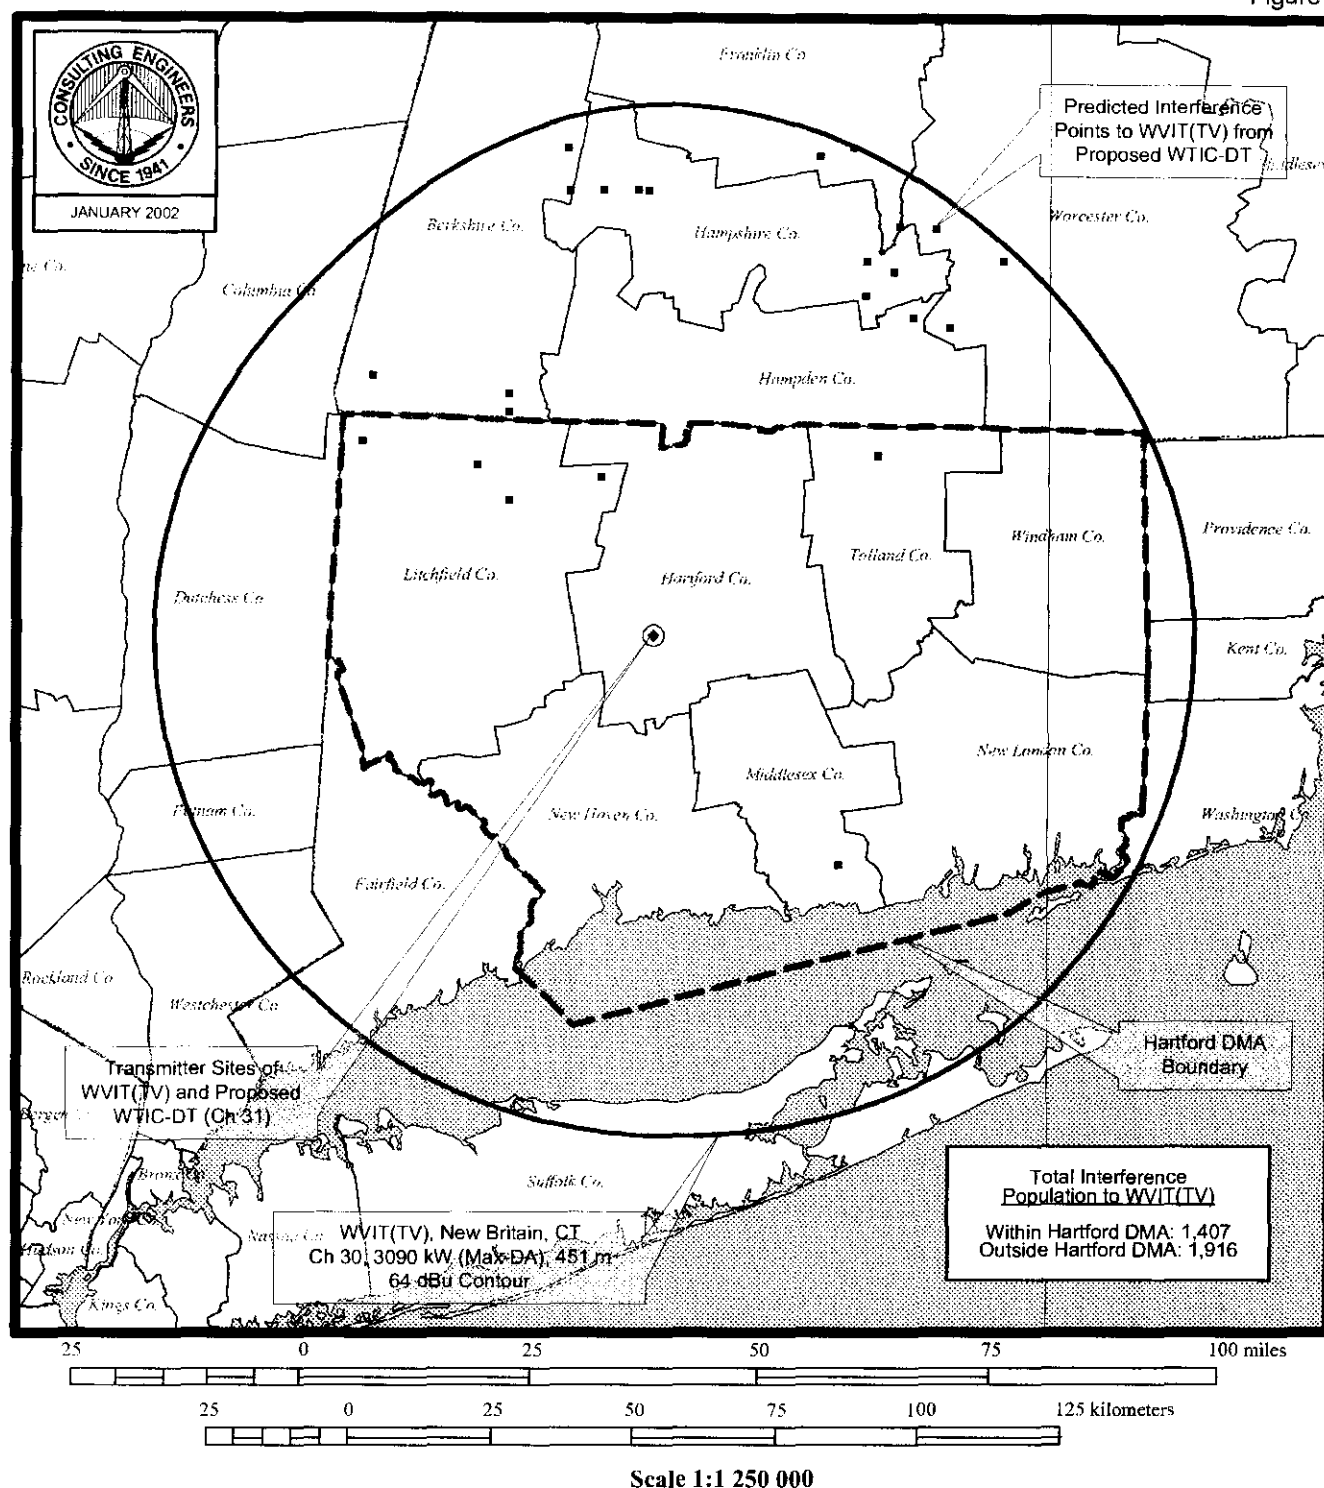 Figure
CONSULTING ENGINEERS
• SINCE 1941 •
JANUARY 2002
Franklin Co.
Predicted Interference
Points to WVIT(TV) from
Proposed WTIC-DT
Berkshire Co.
Hampshire Co.
Worcester Co.
Columbia Co.
Hampden Co.
Litchfield Co.
Hartford Co.
Tolland Co.
Windham Co.
Providence Co.
Dutchess Co.
Kent Co.
Putnam Co.
New Haven Co.
Middlesex Co.
New London Co.
Washington Co.
Fairfield Co.
Rockland Co.
Westchester Co.
Hartford DMA
Boundary
Transmitter Sites of
WVIT(TV) and Proposed
WTIC-DT (Ch 31)
Bergen
Bronx Co.
Suffolk Co.
New York Co.
Nassau Co.
Hudson Co.
Kings Co.
WVIT(TV), New Britain, CT
Ch 30, 3090 kW (Max-DA), 451 m
64 dBu Contour
Total Interference
Population to WVIT(TV)
Within Hartford DMA: 1,407
Outside Hartford DMA: 1,916
25 0 25 50 75 100 miles
25 0 25 50 75 100 125 kilometers
Scale 1:1 250 000